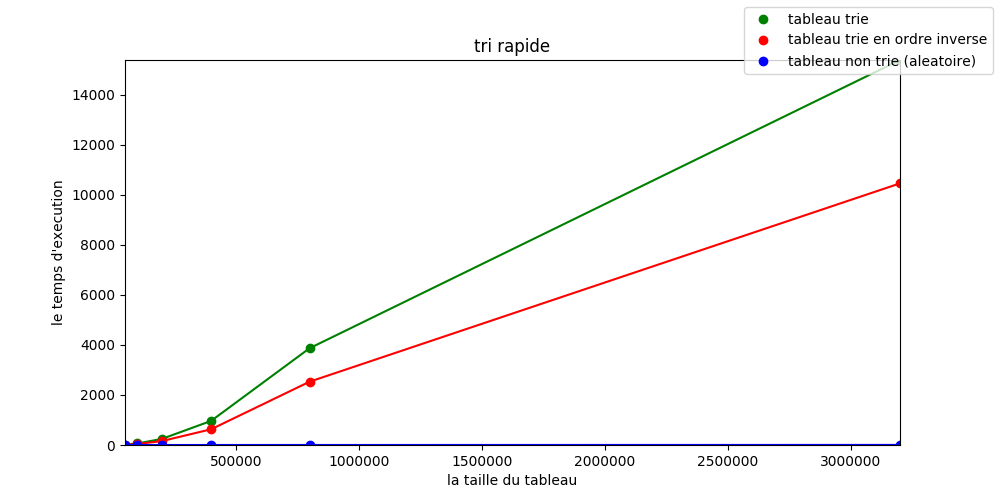 tri rapide
tableau trie
tableau trie en ordre inverse
tableau non trie (aleatoire)
14000
12000
10000
8000
6000
4000
2000
0
le temps d'execution
500000 1000000 1500000 2000000 2500000 3000000
la taille du tableau